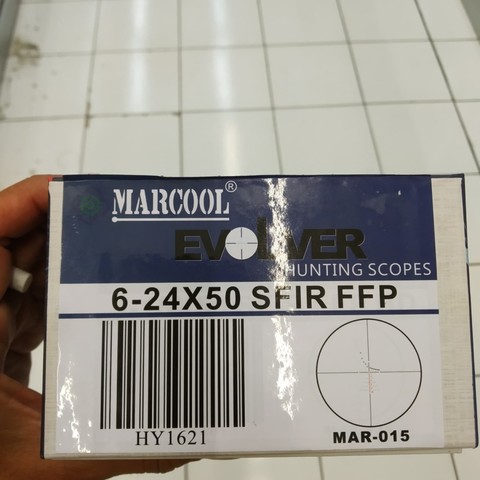 MARCOOL®
EVOLVER
HUNTING SCOPES
6-24X50 SFIR FFP
HY1621
MAR-015